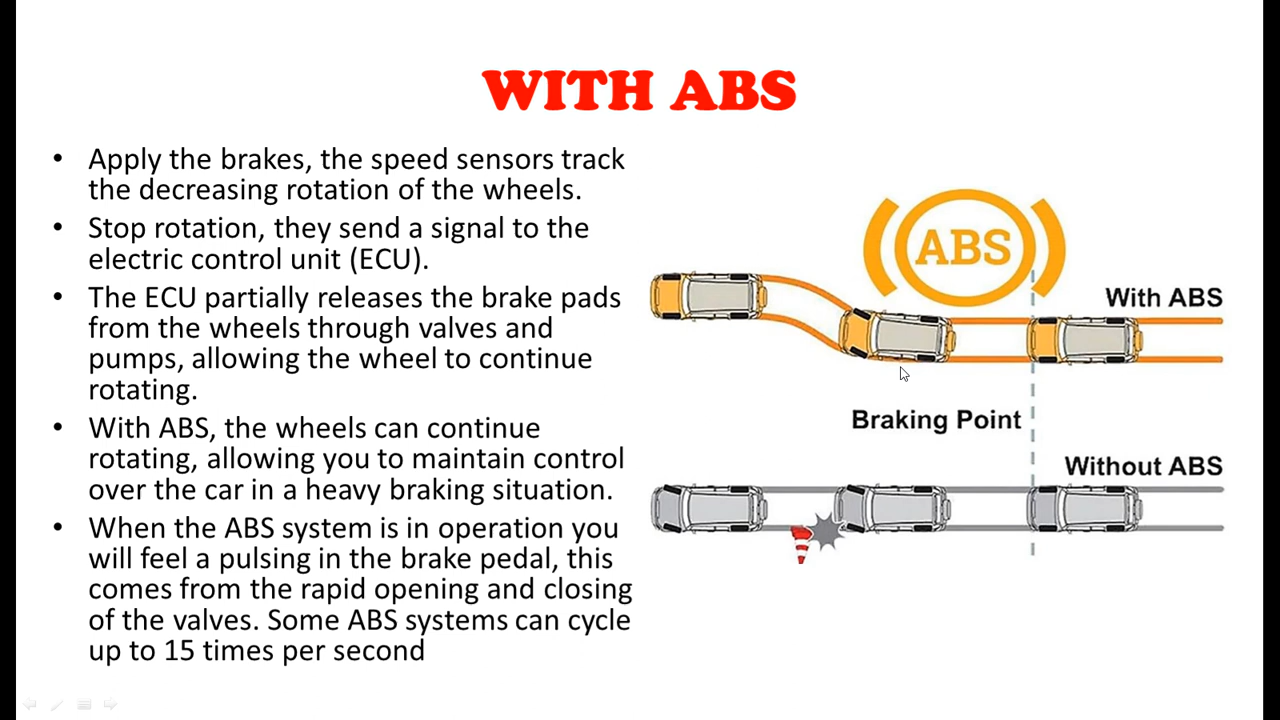 WITH ABS
• Apply the brakes, the speed sensors track
the decreasing rotation of the wheels.
• Stop rotation, they send a signal to the
electric control unit (ECU).
• The ECU partially releases the brake pads
from the wheels through valves and
pumps, allowing the wheel to continue
rotating.
• With ABS, the wheels can continue
rotating, allowing you to maintain control
over the car in a heavy braking situation.
• When the ABS system is in operation you
will feel a pulsing in the brake pedal, this
comes from the rapid opening and closing
of the valves. Some ABS systems can cycle
up to 15 times per second
ABS
With ABS
Braking Point
Without ABS